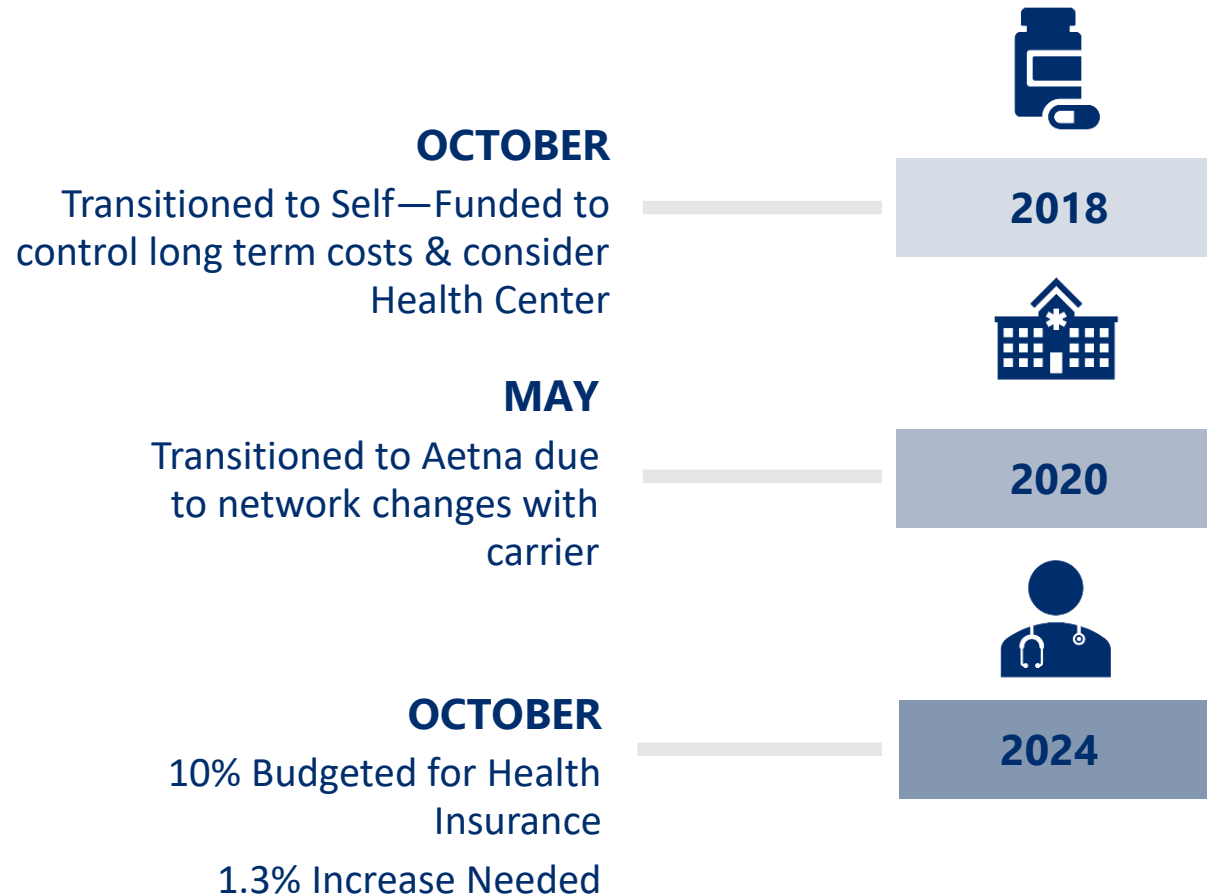 OCTOBER
Transitioned to Self—Funded to
control long term costs & consider
Health Center
2018
MAY
Transitioned to Aetna due
to network changes with
carrier
2020
OCTOBER
10% Budgeted for Health
Insurance
1.3% Increase Needed
2024